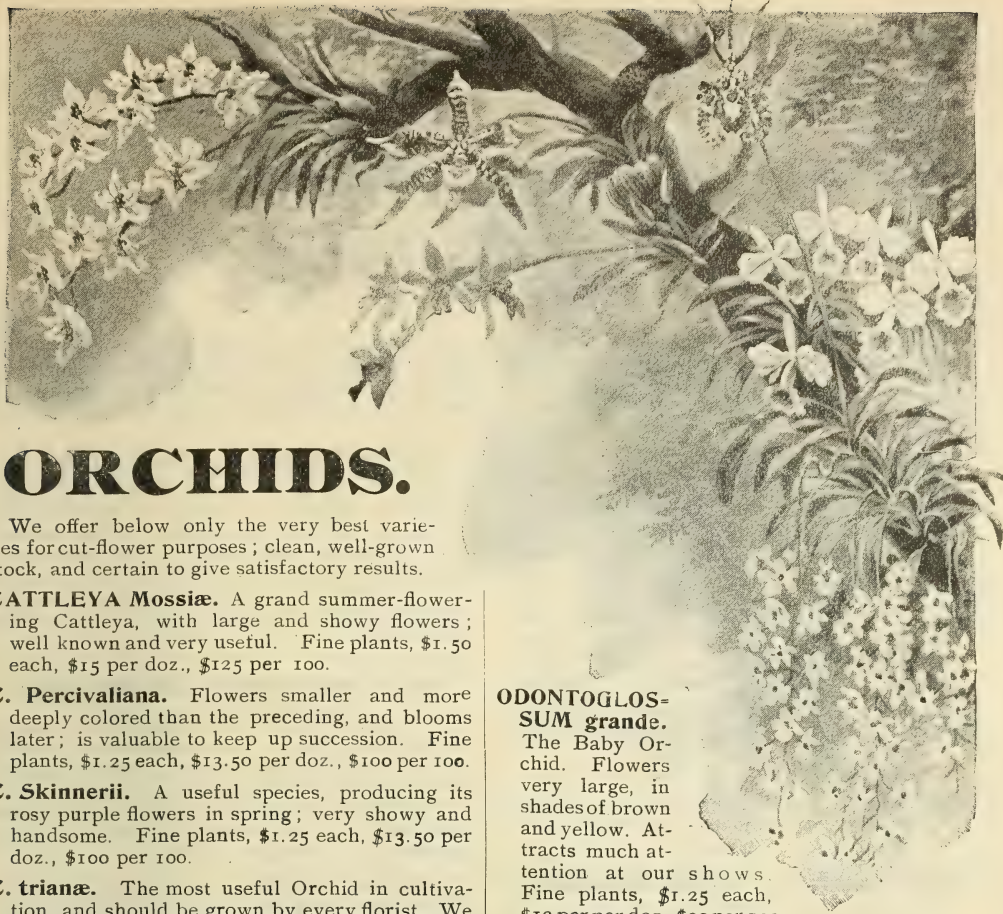 ORCHIDS.
We offer below only the very best varie-
es for cut-flower purposes ; clean, well-grown
tock, and certain to give satisfactory results.
CATTLEYA Mossiæ. A grand summer-flower-
ing Cattleya, with large and showy flowers ;
well known and very useful. Fine plants, $1.50
each, $15 per doz., $125 per 100.
C. Percivaliana. Flowers smaller and more
deeply colored than the preceding, and blooms
later ; is valuable to keep up succession. Fine
plants, $1.25 each, $13.50 per doz., $100 per 100.
C. Skinnerii. A useful species, producing its
rosy purple flowers in spring ; very showy and
handsome. Fine plants, $1.25 each, $13.50 per
doz., $100 per 100.
C. trianæ. The most useful Orchid in cultiva-
tion, and should be grown by every florist. We
ODONTOGLOS=
SUM grande.
The Baby Or-
chid. Flowers
very large, in
shades of brown
and yellow. At-
tracts much at-
tention at our shows.
Fine plants, $1.25 each,